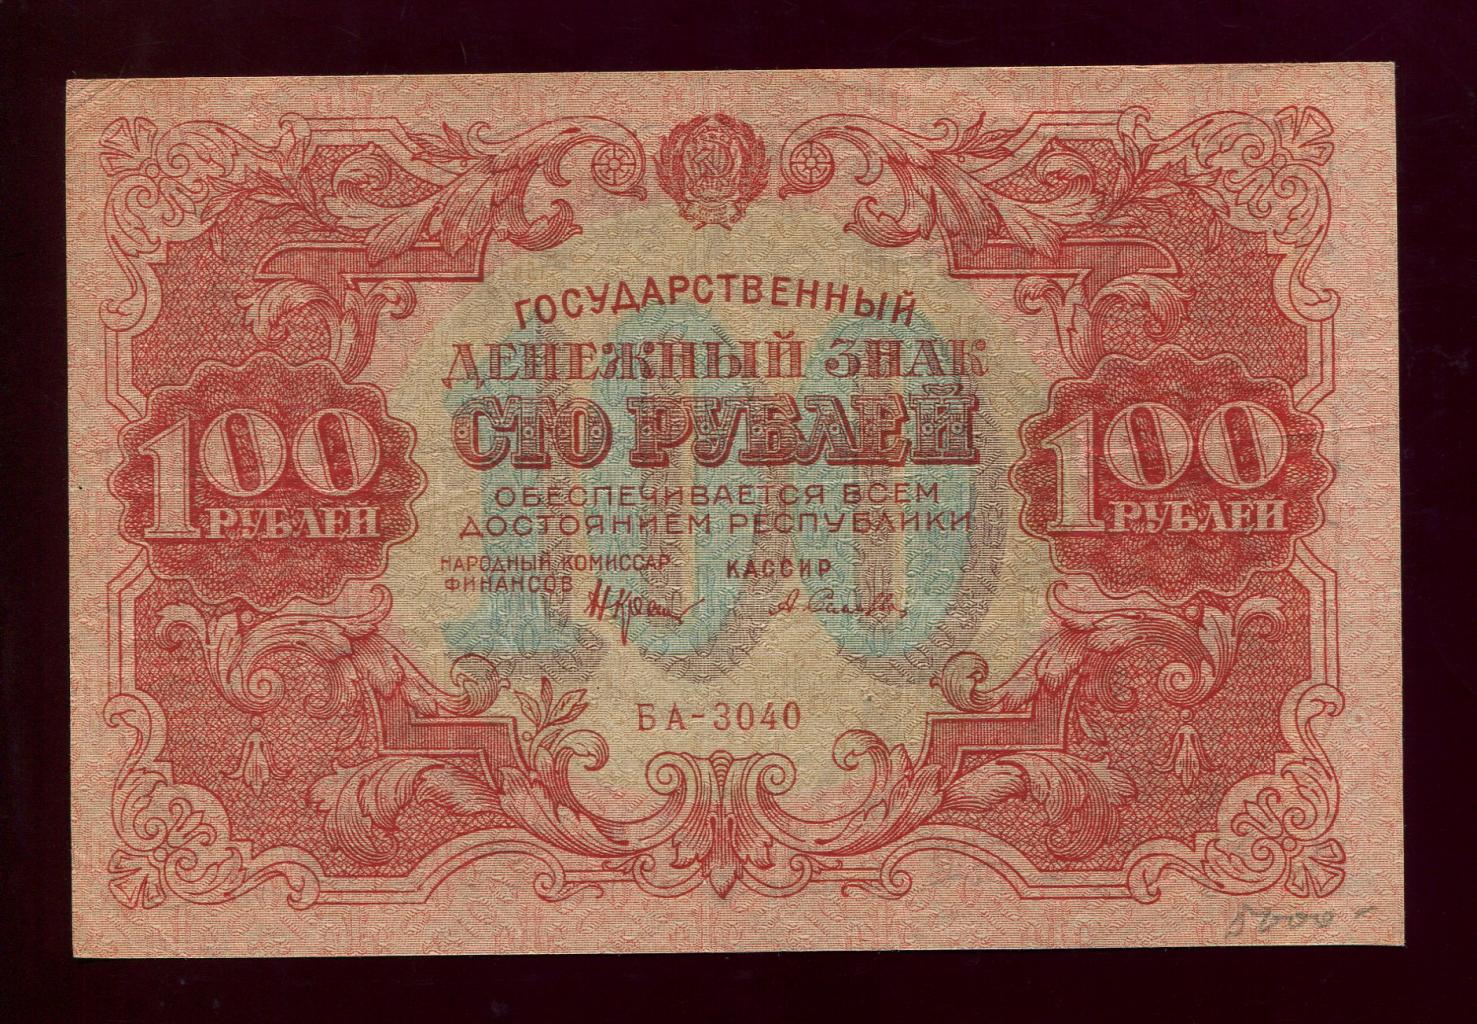 ГОСУДАРСТВЕННЫЙ
ДЕНЕЖНЫЙ ЗНАК
СТО РУБЛЕЙ
100
100 РУБЛЕЙ
100 РУБЛЕЙ
ОБЕСПЕЧИВАЕТСЯ ВСЕМ
ДОСТОЯНИЕМ РЕСПУБЛИКИ
НАРОДНЫЙ КОМИССАР
ФИНАНСОВ
КАССИР
БА-3040